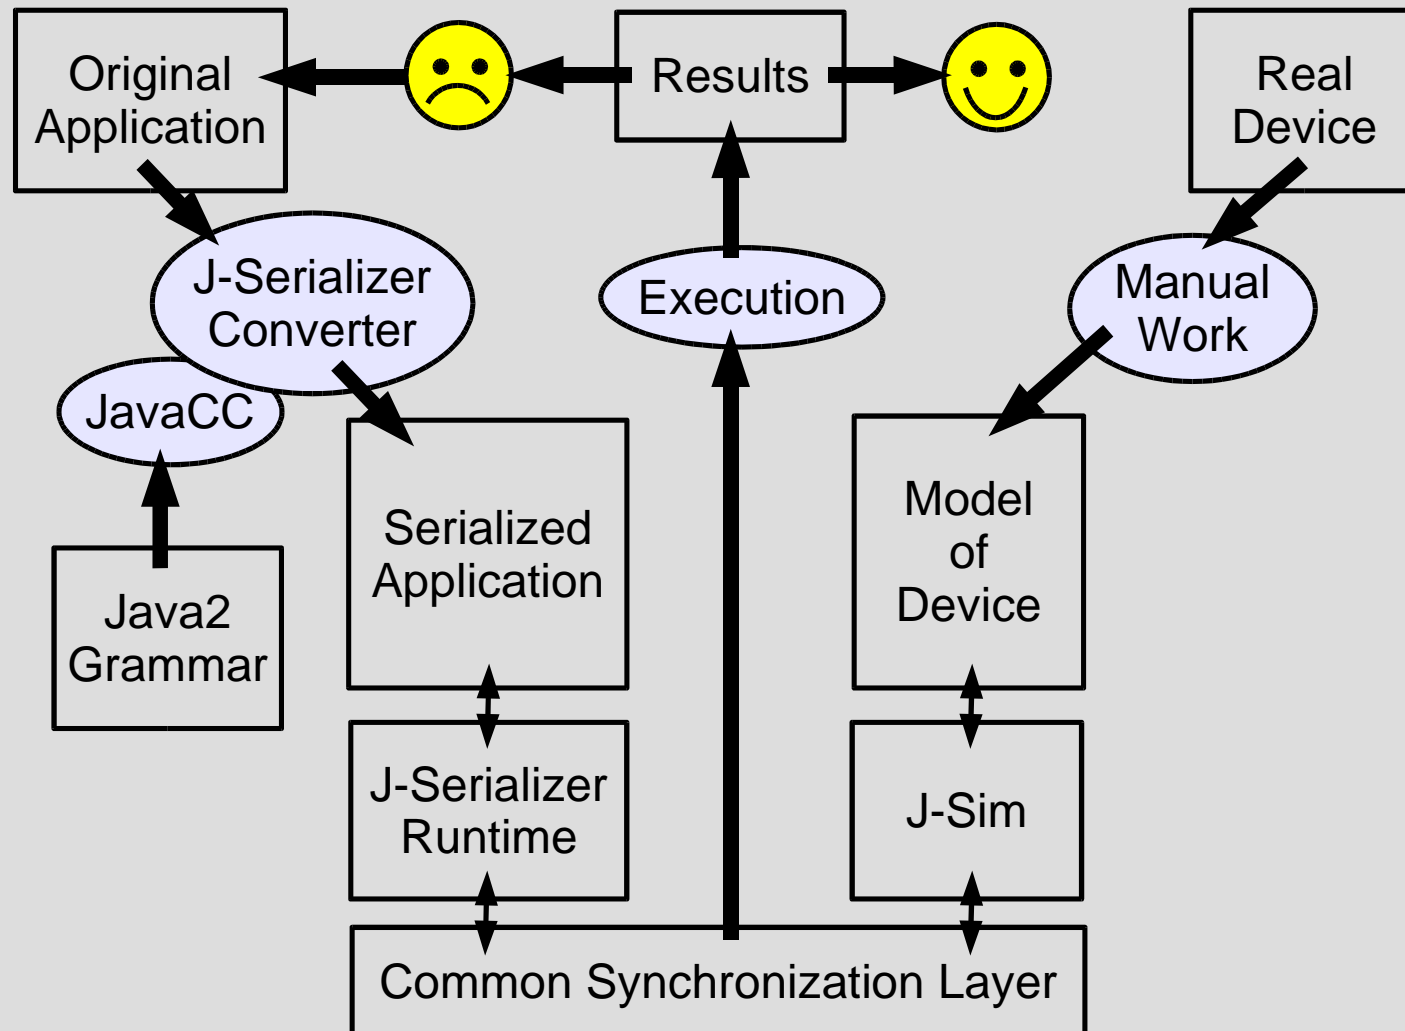 Original
Application
Results
Real
Device
J-Serializer
Converter
Execution
Manual
Work
JavaCC
Serialized
Application
Model
of
Device
Java2
Grammar
J-Serializer
Runtime
J-Sim
Common Synchronization Layer